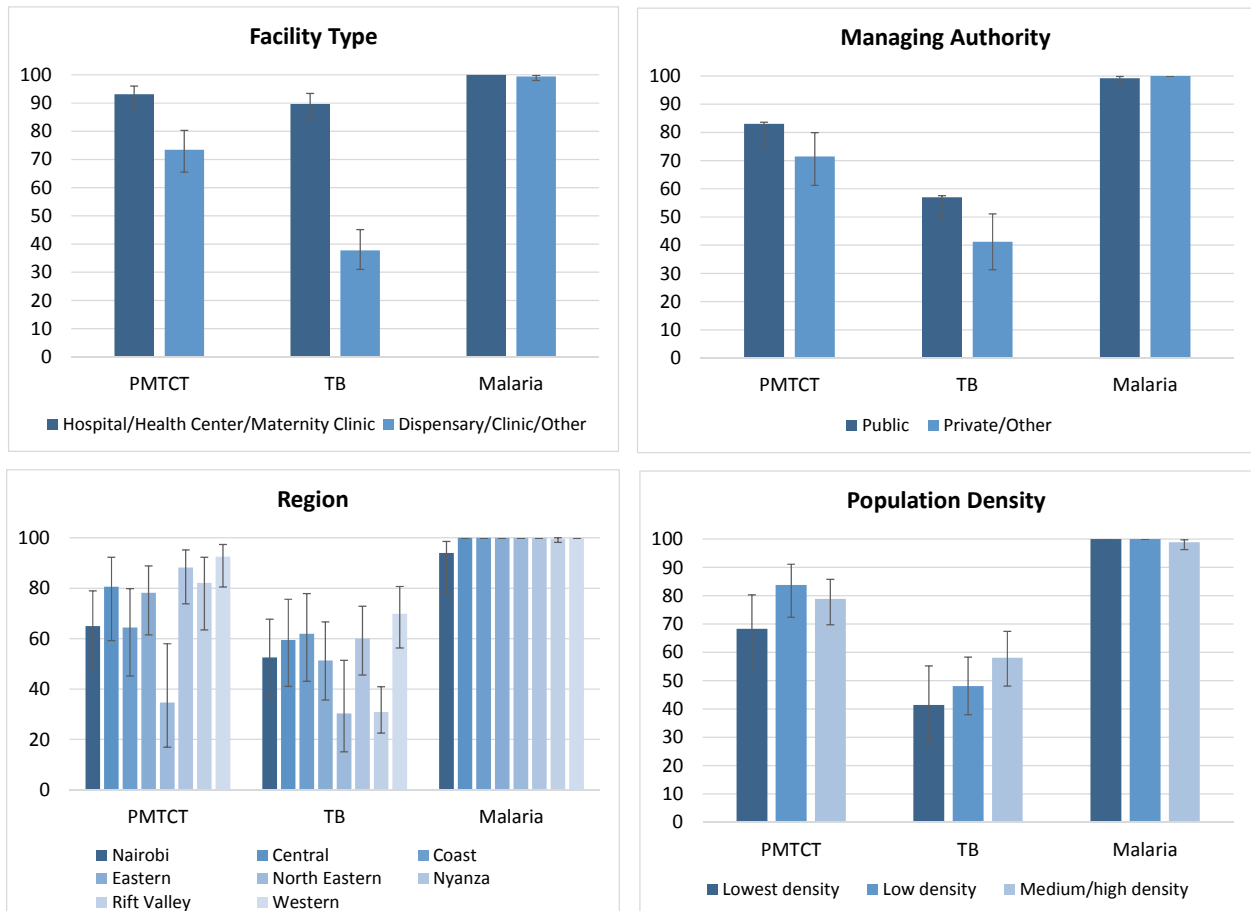 Facility Type
100
90
80
70
60
50
40
30
20
10
0
PMTCT TB Malaria
Hospital/Health Center/Maternity Clinic Dispensary/Clinic/Other
Managing Authority
100
90
80
70
60
50
40
30
20
10
0
PMTCT TB Malaria
Public Private/Other
Region
100
80
60
40
20
0
PMTCT TB Malaria
Nairobi Central Coast
Eastern North Eastern Nyanza
Rift Valley Western
Population Density
100
90
80
70
60
50
40
30
20
10
0
PMTCT TB Malaria
Lowest density Low density Medium/high density